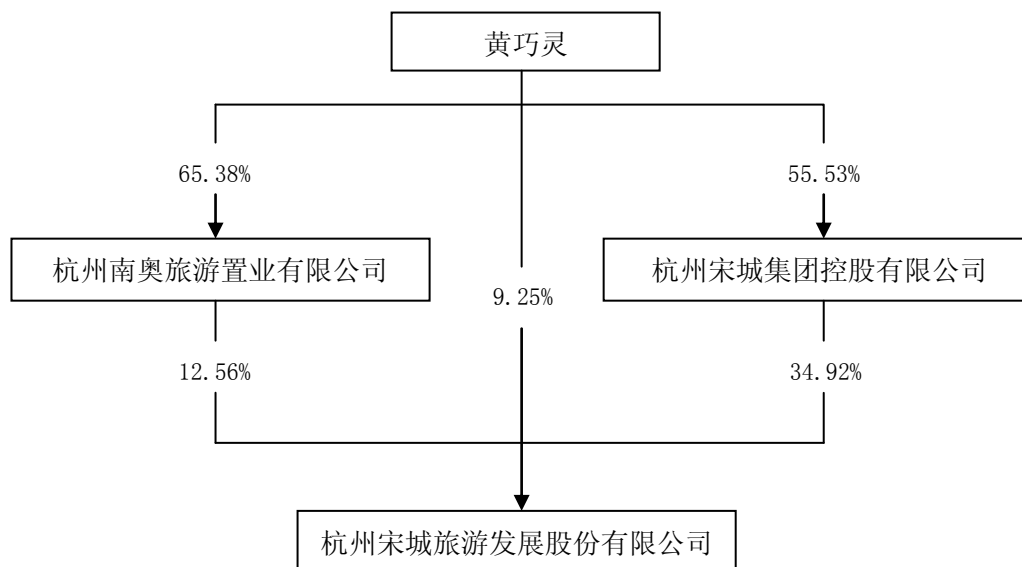 黄巧灵
65.38%
55.53%
杭州南奥旅游置业有限公司
杭州宋城集团控股有限公司
9.25%
12.56%
34.92%
杭州宋城旅游发展股份有限公司